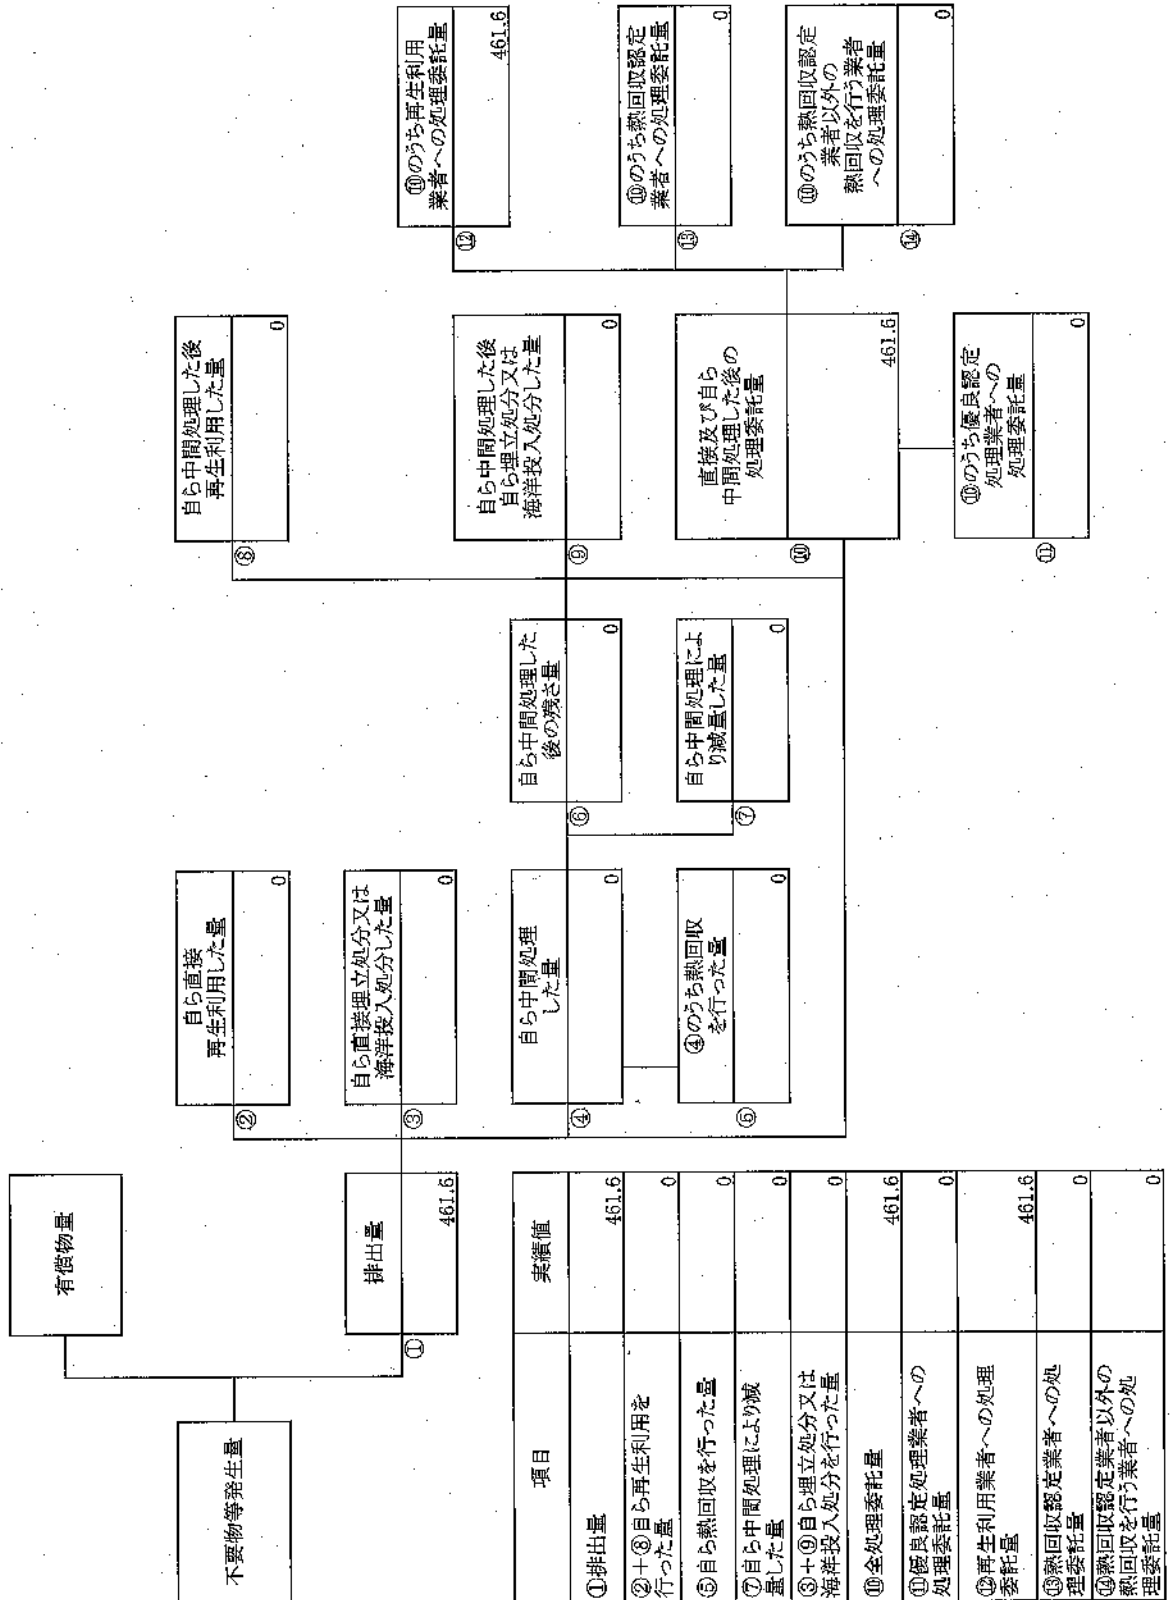 不要物等発生量
有償物量
①
排出量
461.6
②
自ら直接
再生利用した量
0
③
自ら直接埋立処分又は
海洋投入処分した量
0
④
自ら中間処理
した量
0
⑤
④のうち熱回収
を行った量
0
⑥
自ら中間処理した
後の残さ量
0
⑦
自ら中間処理によ
り減量した量
0
⑧
自ら中間処理した後
再生利用した量
0
⑨
自ら中間処理した後
自ら埋立処分又は
海洋投入処分した量
0
⑩
直接及び自ら
中間処理した後の
処理委託量
461.6
⑪
⑩のうち優良認定
処理業者への
処理委託量
0
⑫
⑩のうち再生利用
業者への処理委託量
461.6
⑬
⑩のうち熱回収認定
業者への処理委託量
0
⑭
⑩のうち熱回収認定
業者以外の
熱回収を行う業者
への処理委託量
0
項目 実績値
①排出量 461.6
②+⑧自ら再生利用を
行った量 0
⑤自ら熱回収を行った量 0
⑦自ら中間処理により減
量した量 0
③+⑨自ら埋立処分又は
海洋投入処分を行った量 0
⑩全処理委託量 461.6
⑪優良認定処理業者への
処理委託量 0
⑫再生利用業者への処理
委託量 461.6
⑬熱回収認定業者への処
理委託量 0
⑭熱回収認定業者以外の
熱回収を行う業者への処
理委託量 0